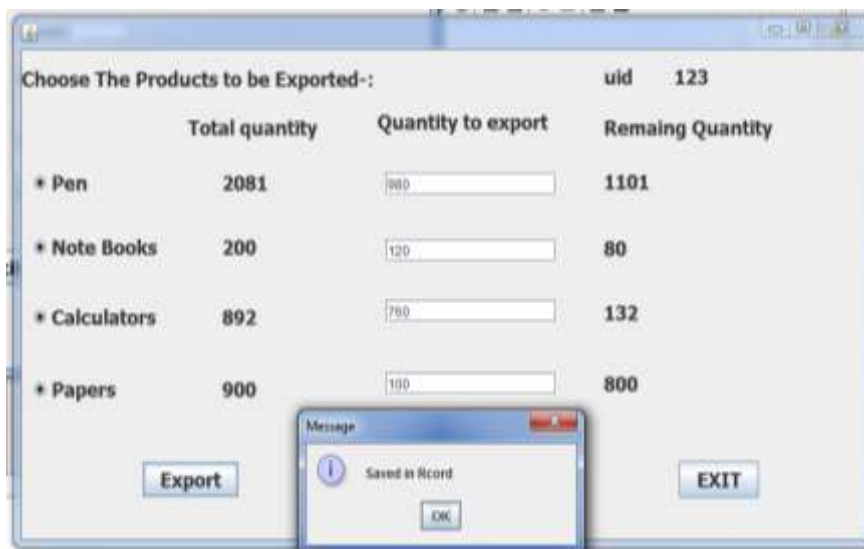 Choose The Products to be Exported-: uid 123
Total quantity Quantity to export Remaing Quantity
Pen 2081 980 1101
Note Books 200 120 80
Calculators 892 760 132
Papers 900 100 800
Message
Saved in Rcord
Export OK EXIT